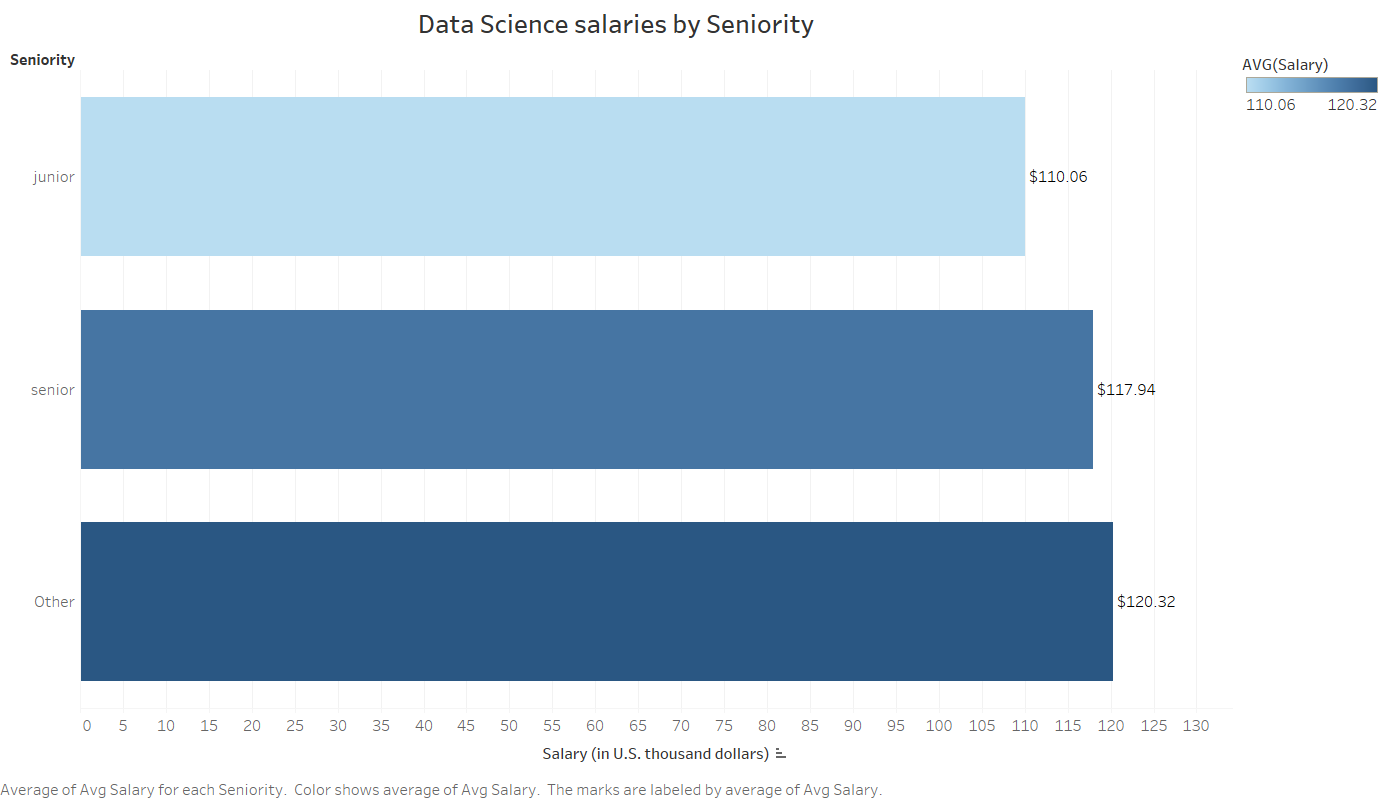 Data Science salaries by Seniority
Seniority
AVG(Salary)
110.06 120.32
junior
$110.06
senior
$117.94
Other
$120.32
0 5 10 15 20 25 30 35 40 45 50 55 60 65 70 75 80 85 90 95 100 105 110 115 120 125 130
Salary (in U.S. thousand dollars)
Average of Avg Salary for each Seniority. Color shows average of Avg Salary. The marks are labeled by average of Avg Salary.